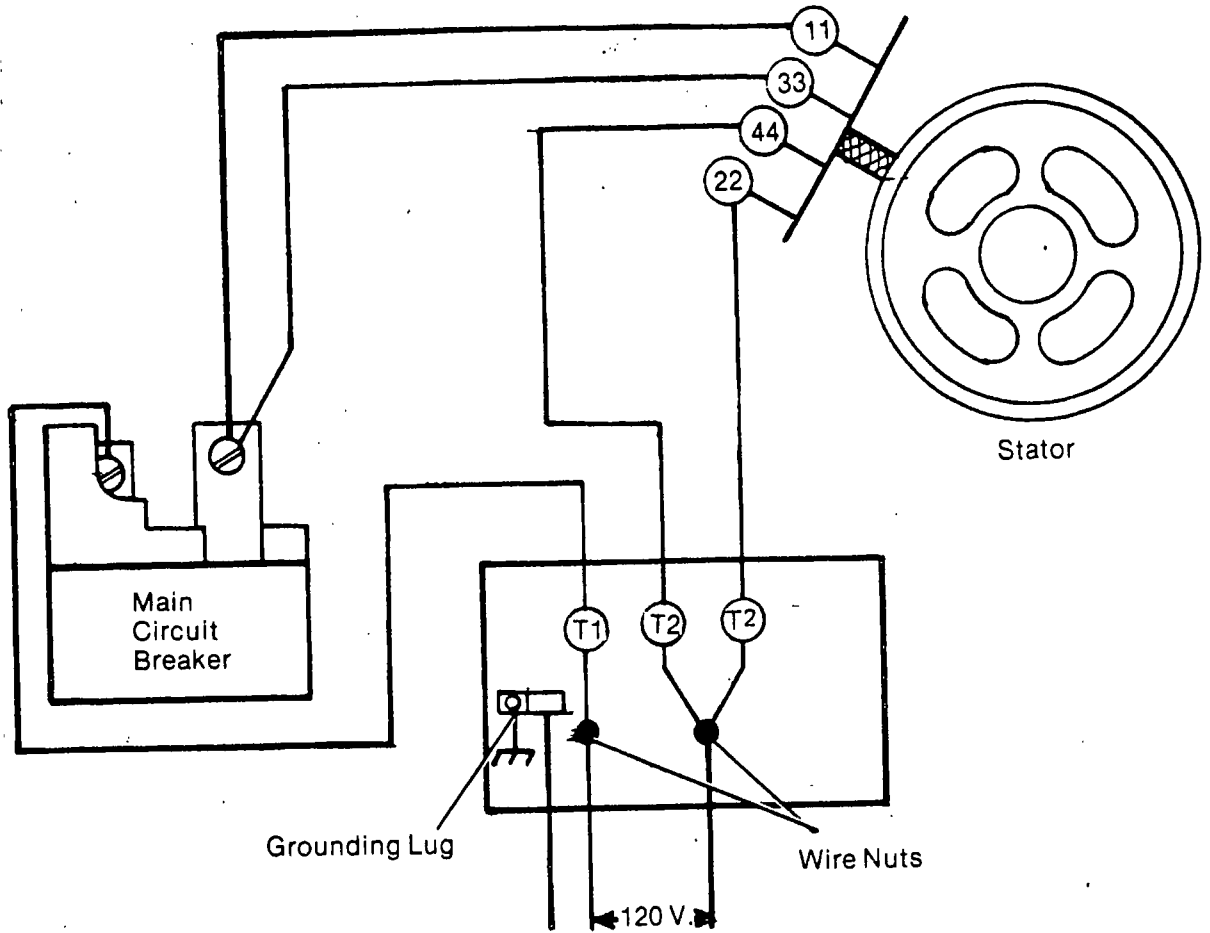 11
33
44
22
Stator
Main
Circuit
Breaker
T1
T2
T2
Grounding Lug
Wire Nuts
120 V.